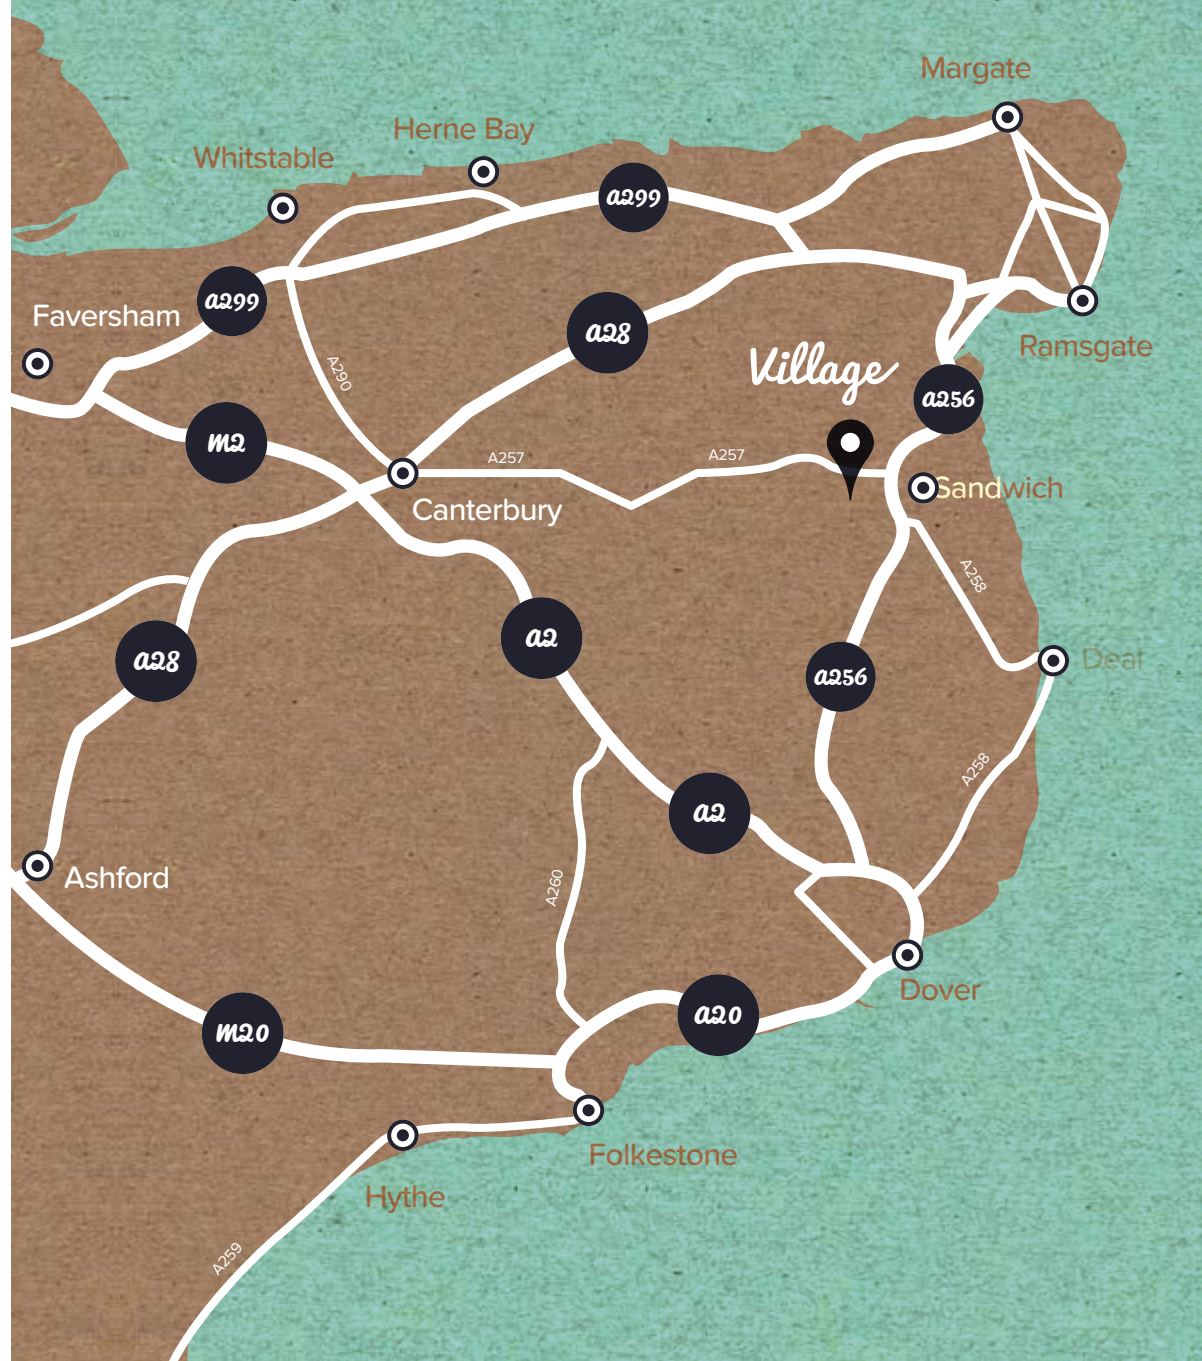 Margate
Herne Bay
Whitstable
a299
a299
Faversham
a28
Ramsgate
Village
A290
a256
M2
A257
A257
Sandwich
Canterbury
A258
a2
a28
Deal
a256
A258
a2
Ashford
A260
Dover
a20
M20
Folkestone
Hythe
A259